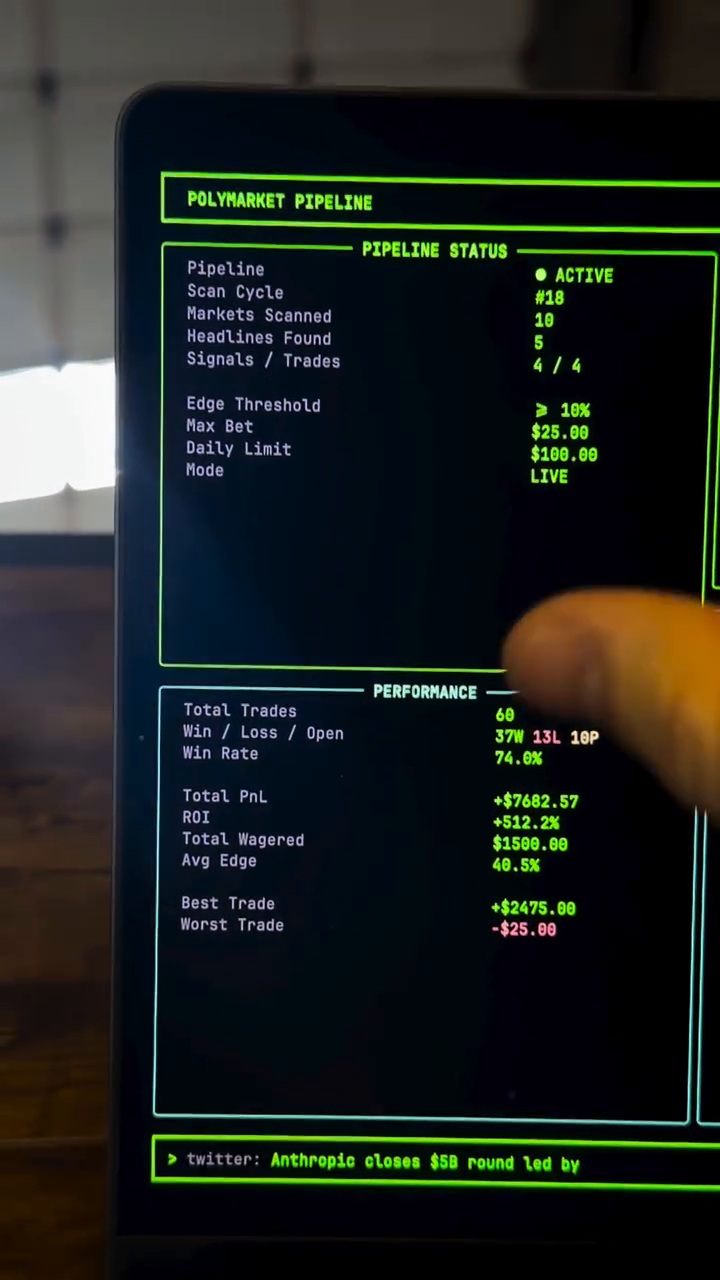 POLYMARKET PIPELINE
PIPELINE STATUS
Pipeline ● ACTIVE
Scan Cycle #18
Markets Scanned 10
Headlines Found 5
Signals / Trades 4 / 4
Edge Threshold ≥ 10%
Max Bet $25.00
Daily Limit $100.00
Mode LIVE
PERFORMANCE
Total Trades 60
Win / Loss / Open 37W 13L 10P
Win Rate 74.0%
Total PnL +$7682.57
ROI +512.2%
Total Wagered $1500.00
Avg Edge 40.5%
Best Trade +$2475.00
Worst Trade -$25.00
> twitter: Anthropic closes $5B round led by